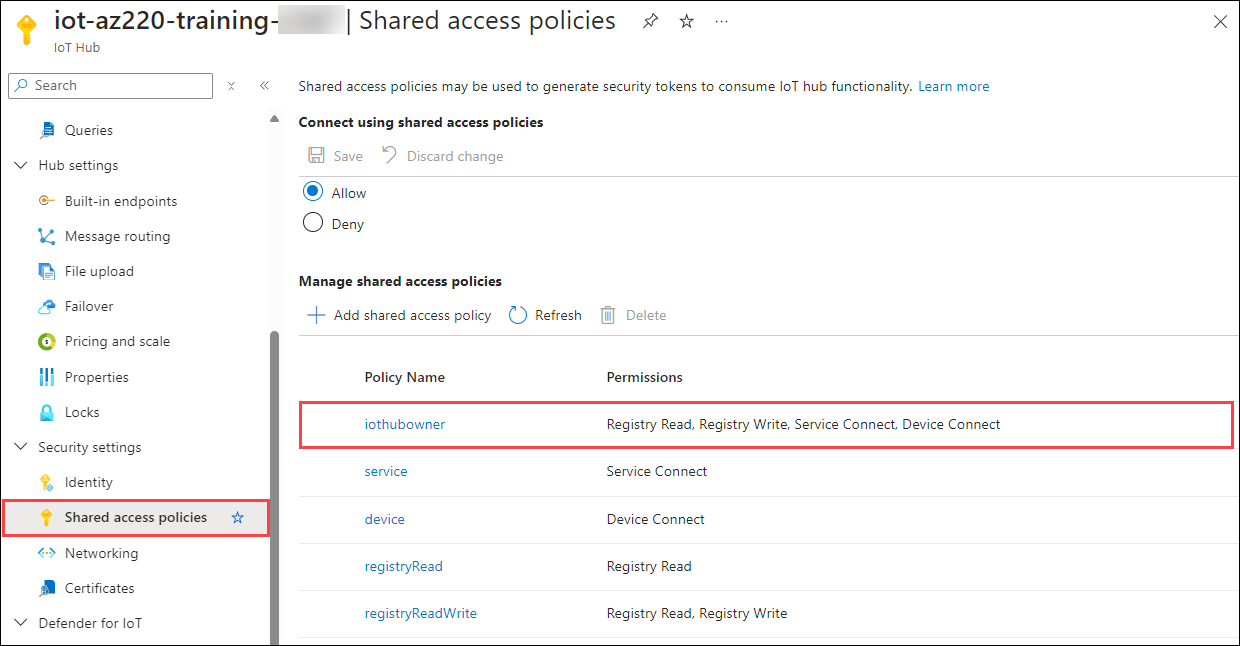 iot-az220-training- | Shared access policies ...
IoT Hub
Search
Queries
Hub settings
Built-in endpoints
Message routing
File upload
Failover
Pricing and scale
Properties
Locks
Security settings
Identity
Shared access policies
Networking
Certificates
Defender for IoT
Shared access policies may be used to generate security tokens to consume IoT hub functionality. Learn more
Connect using shared access policies
Save Discard change
Allow
Deny
Manage shared access policies
Add shared access policy Refresh Delete
Policy Name Permissions
iothubowner Registry Read, Registry Write, Service Connect, Device Connect
service Service Connect
device Device Connect
registryRead Registry Read
registryReadWrite Registry Read, Registry Write